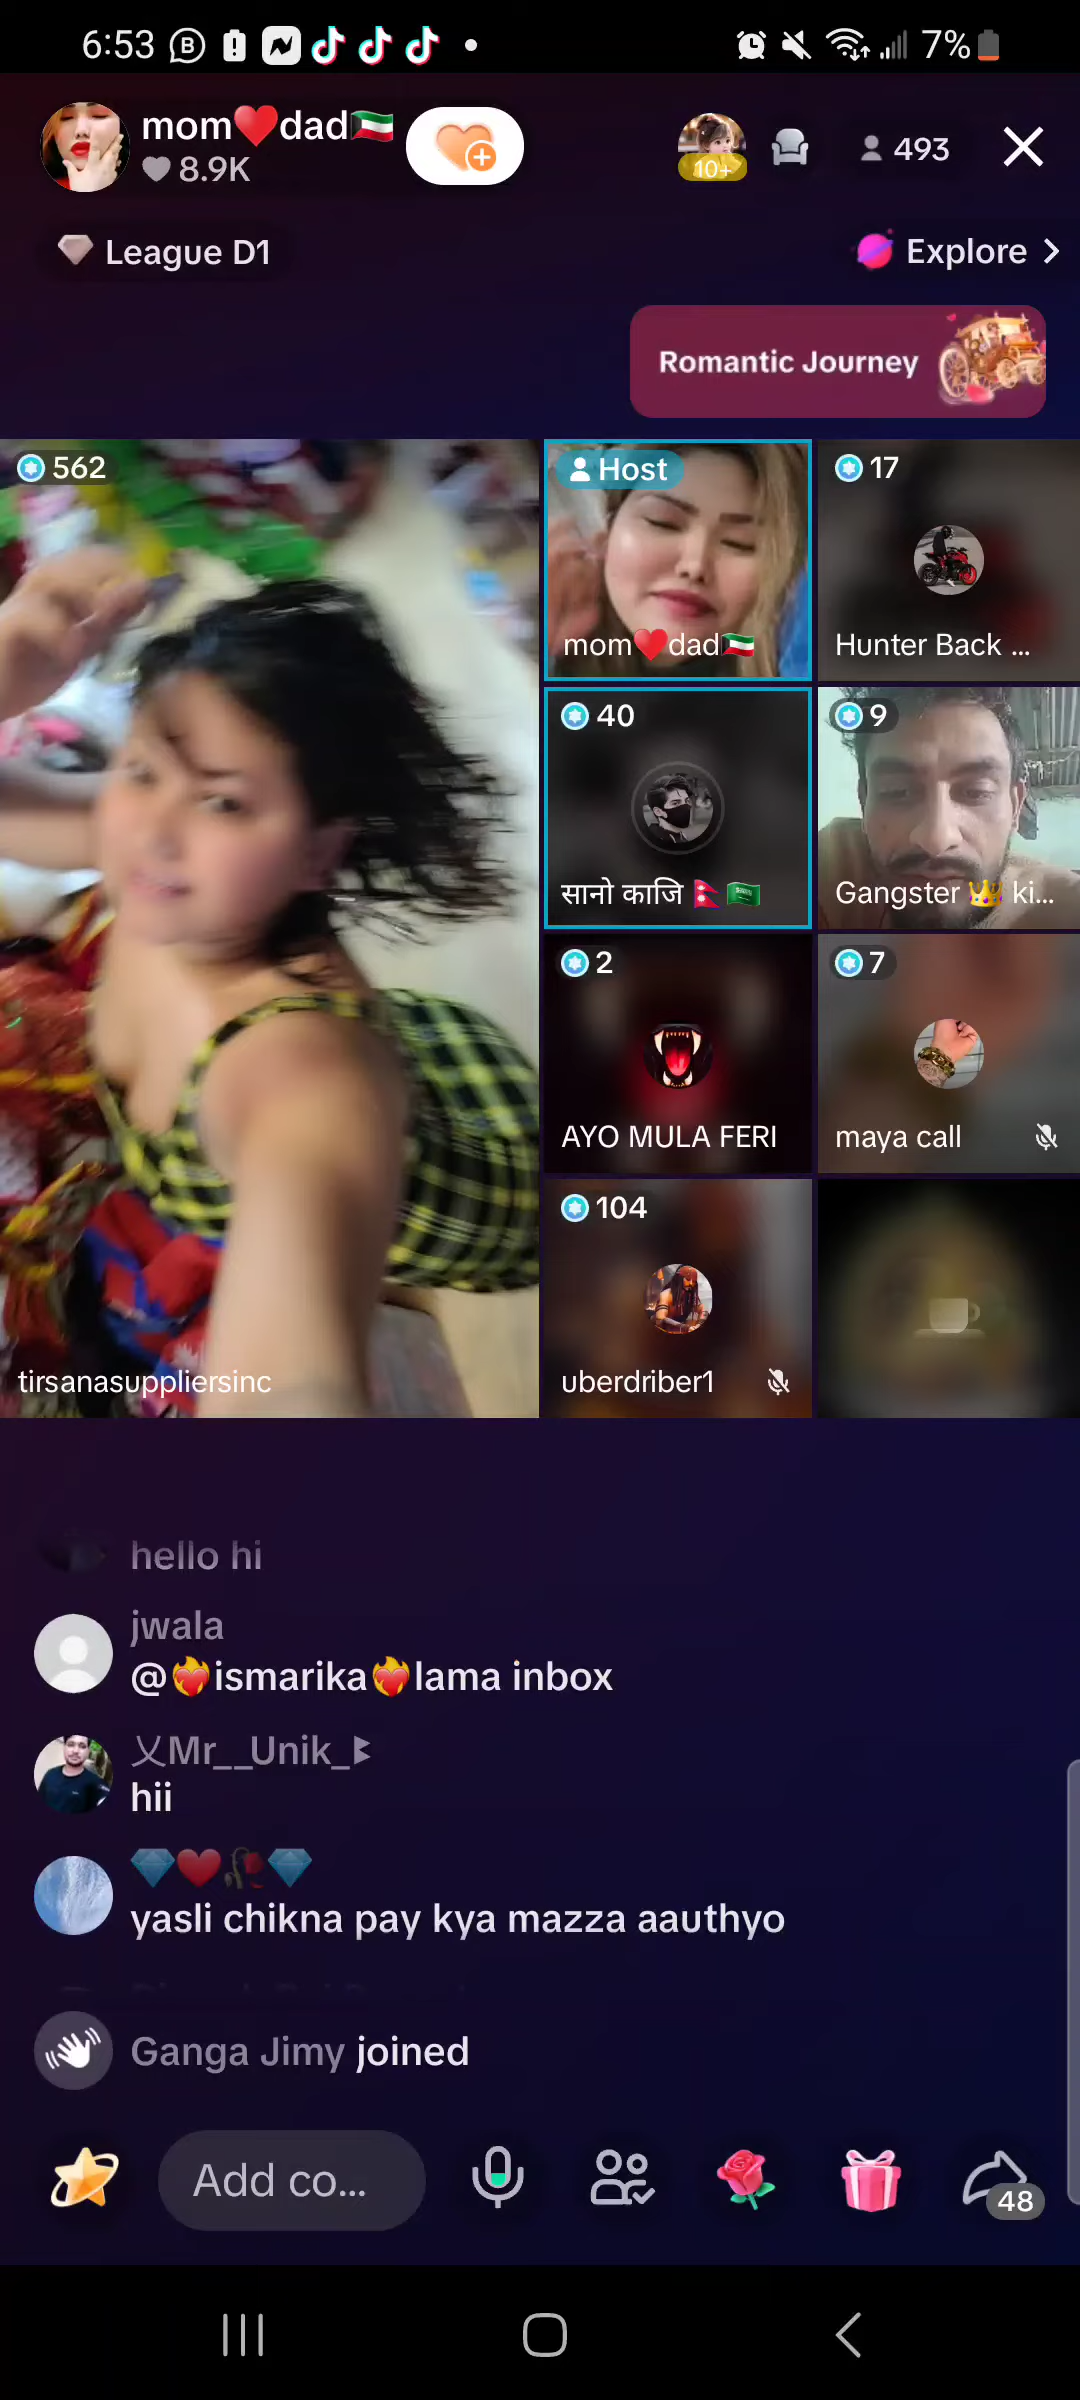 6:53
7%
mom❤️dad🇰🇼
8.9K
10+
493
League D1
Explore
Romantic Journey
562
Host
mom❤️dad🇰🇼
17
Hunter Back ...
40
सानो काजि 🇳🇵🇸🇦
9
Gangster 👑 ki...
2
AYO MULA FERI
7
maya call
104
uberdriber1
tirsanasuppliersinc
hello hi
jwala
@❤️‍🔥ismarika❤️‍🔥lama inbox
乂Mr__Unik_
hii
💎❤️🥀💎
yasli chikna pay kya mazza aauthyo
Ganga Jimy joined
Add co...
48